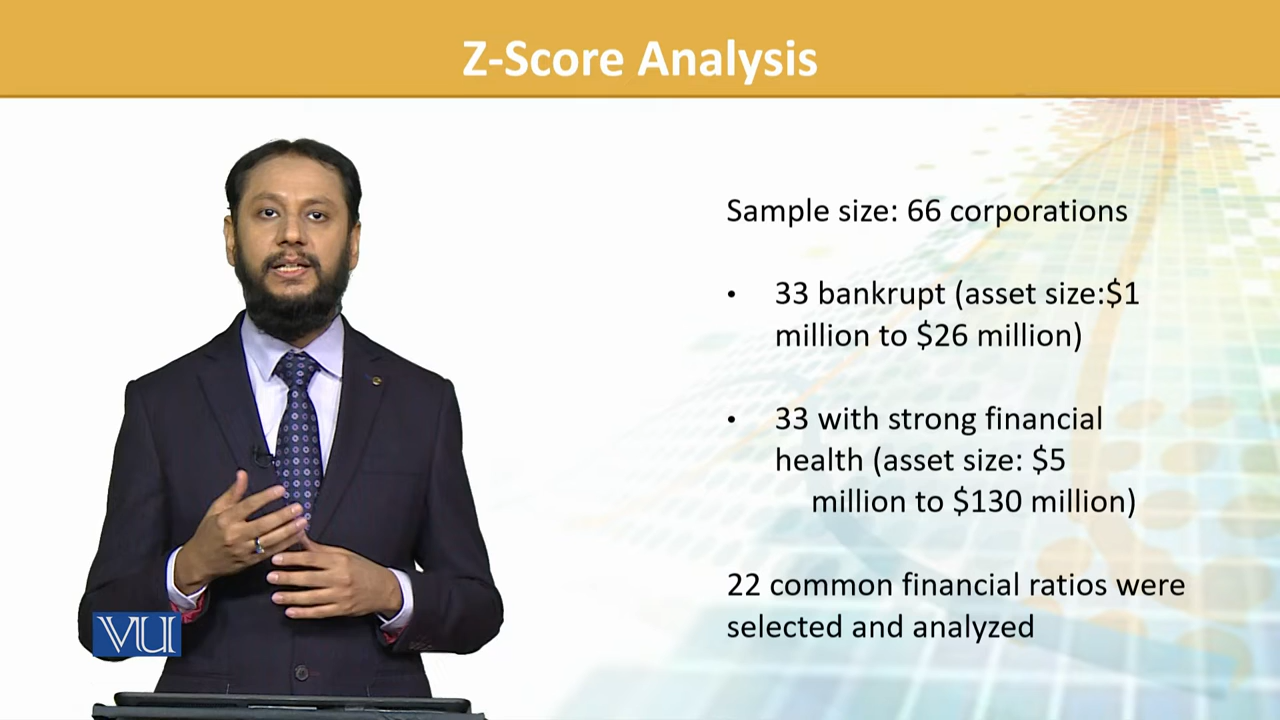 Z-Score Analysis
Sample size: 66 corporations
• 33 bankrupt (asset size:$1
million to $26 million)
• 33 with strong financial
health (asset size: $5
million to $130 million)
22 common financial ratios were
selected and analyzed
VU